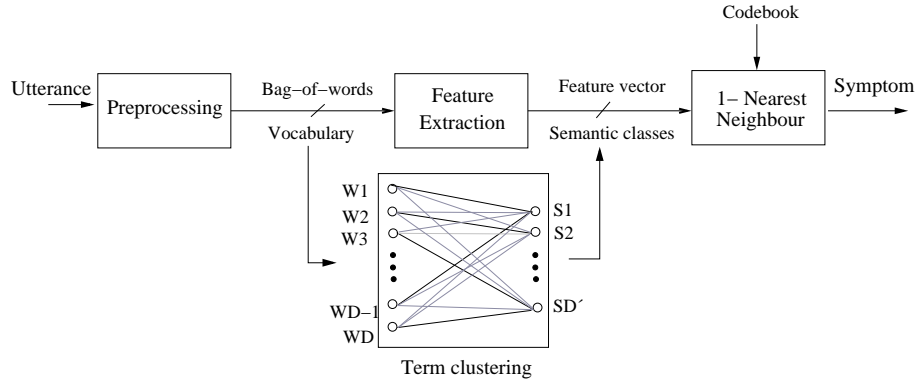 Codebook
Utterance
Preprocessing
Bag-of-words
Vocabulary
Feature
Extraction
Feature vector
Semantic classes
1- Nearest
Neighbour
Symptom
W1
W2
W3
WD-1
WD
S1
S2
SD´
Term clustering